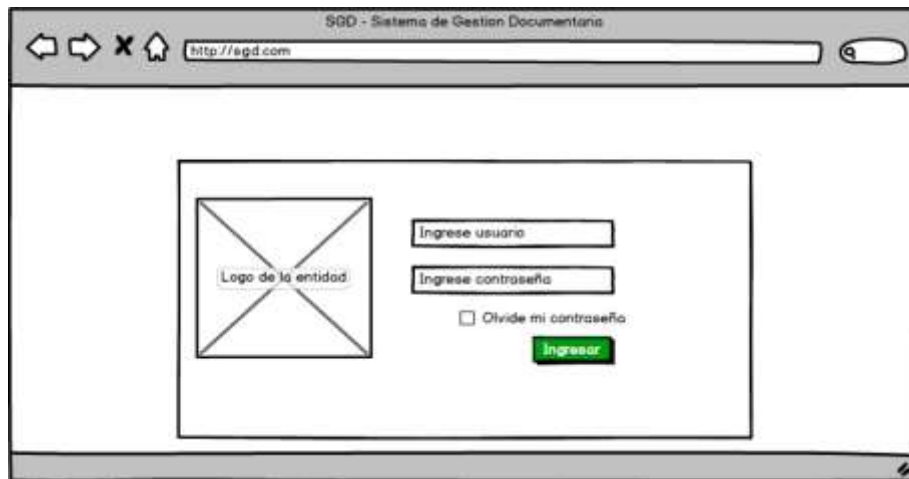 SGD - Sistema de Gestion Documentaria
http://sgd.com
Logo de la entidad
Ingrese usuario
Ingrese contraseña
Olvide mi contraseña
Ingresar